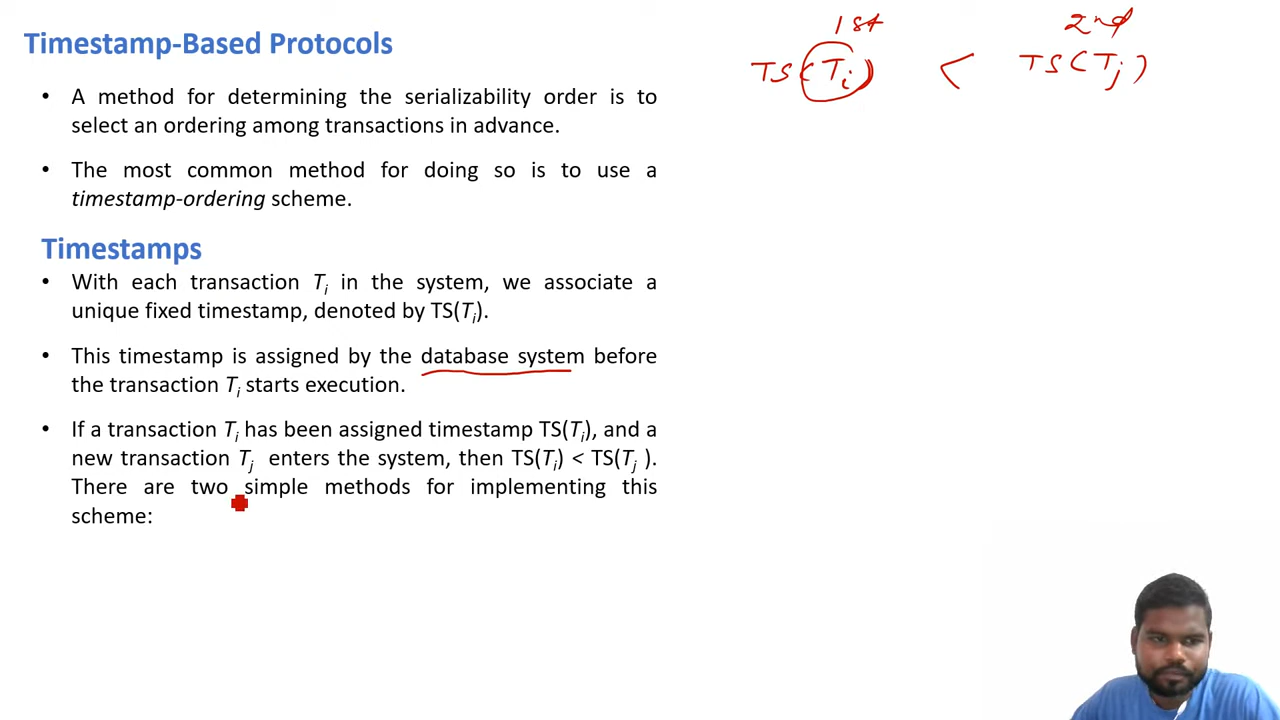 Timestamp-Based Protocols
• A method for determining the serializability order is to
select an ordering among transactions in advance.
• The most common method for doing so is to use a
timestamp-ordering scheme.
Timestamps
• With each transaction Ti in the system, we associate a
unique fixed timestamp, denoted by TS(Ti).
• This timestamp is assigned by the database system before
the transaction Ti starts execution.
• If a transaction Ti has been assigned timestamp TS(Ti), and a
new transaction Tj enters the system, then TS(Ti) < TS(Tj ).
There are two simple methods for implementing this
scheme:
1st 2nd
TS(Ti) < TS(Tj)